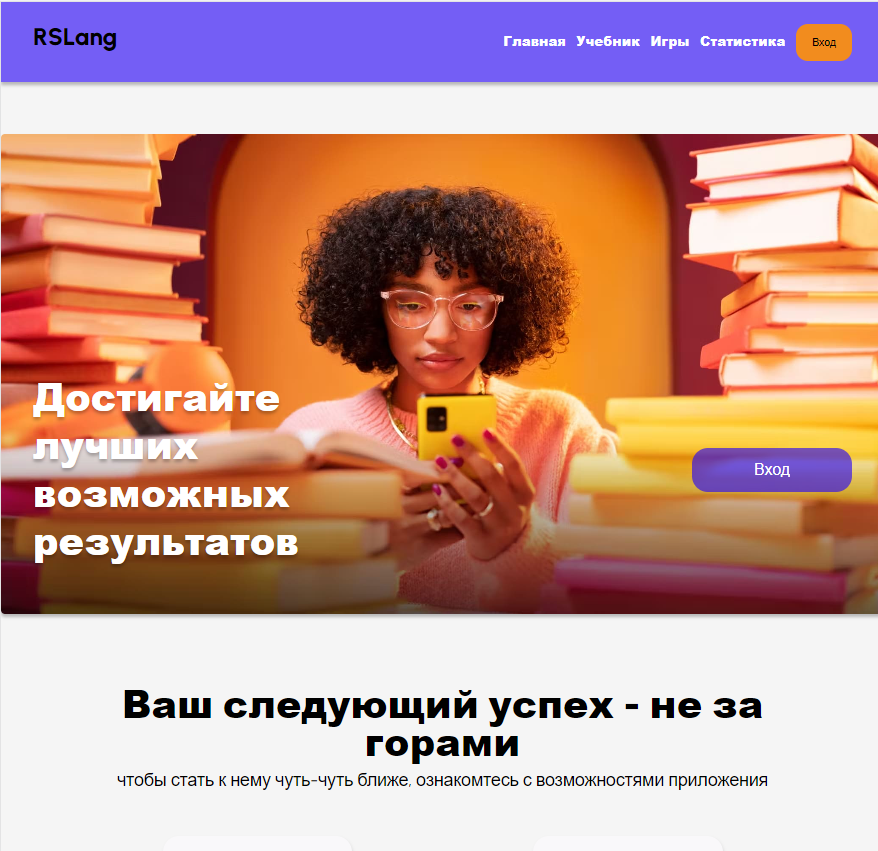 RSLang
Главная Учебник Игры Статистика Вход
Достигайте
лучших
возможных
результатов
Вход
Ваш следующий успех - не за
горами
чтобы стать к нему чуть-чуть ближе, ознакомтесь с возможностями приложения